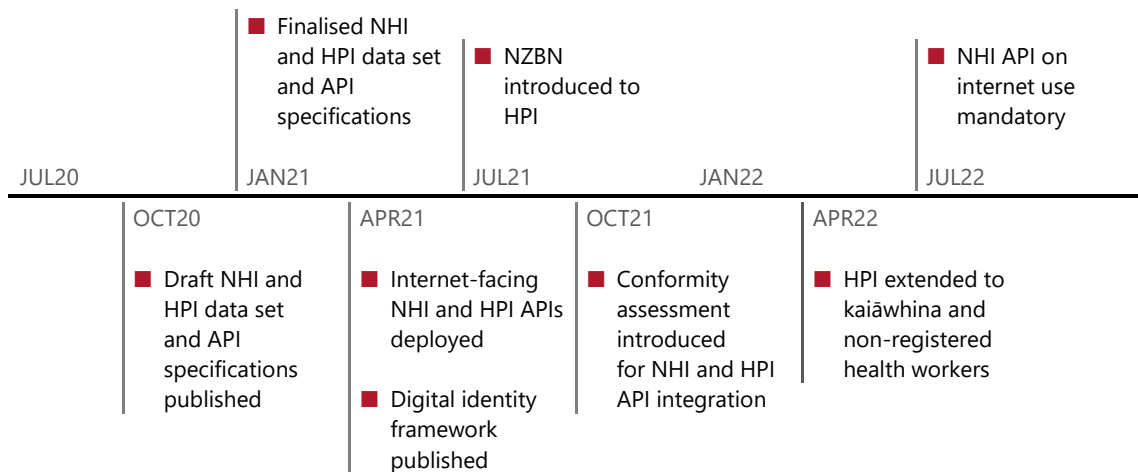 Finalised NHI
and HPI data set
and API
specifications
NZBN
introduced to
HPI
NHI API on
internet use
mandatory
JUL20
JAN21
JUL21
JAN22
JUL22
OCT20
APR21
OCT21
APR22
Draft NHI and
HPI data set
and API
specifications
published
Internet-facing
NHI and HPI APIs
deployed
Digital identity
framework
published
Conformity
assessment
introduced
for NHI and HPI
API integration
HPI extended to
kaiāwhina and
non-registered
health workers